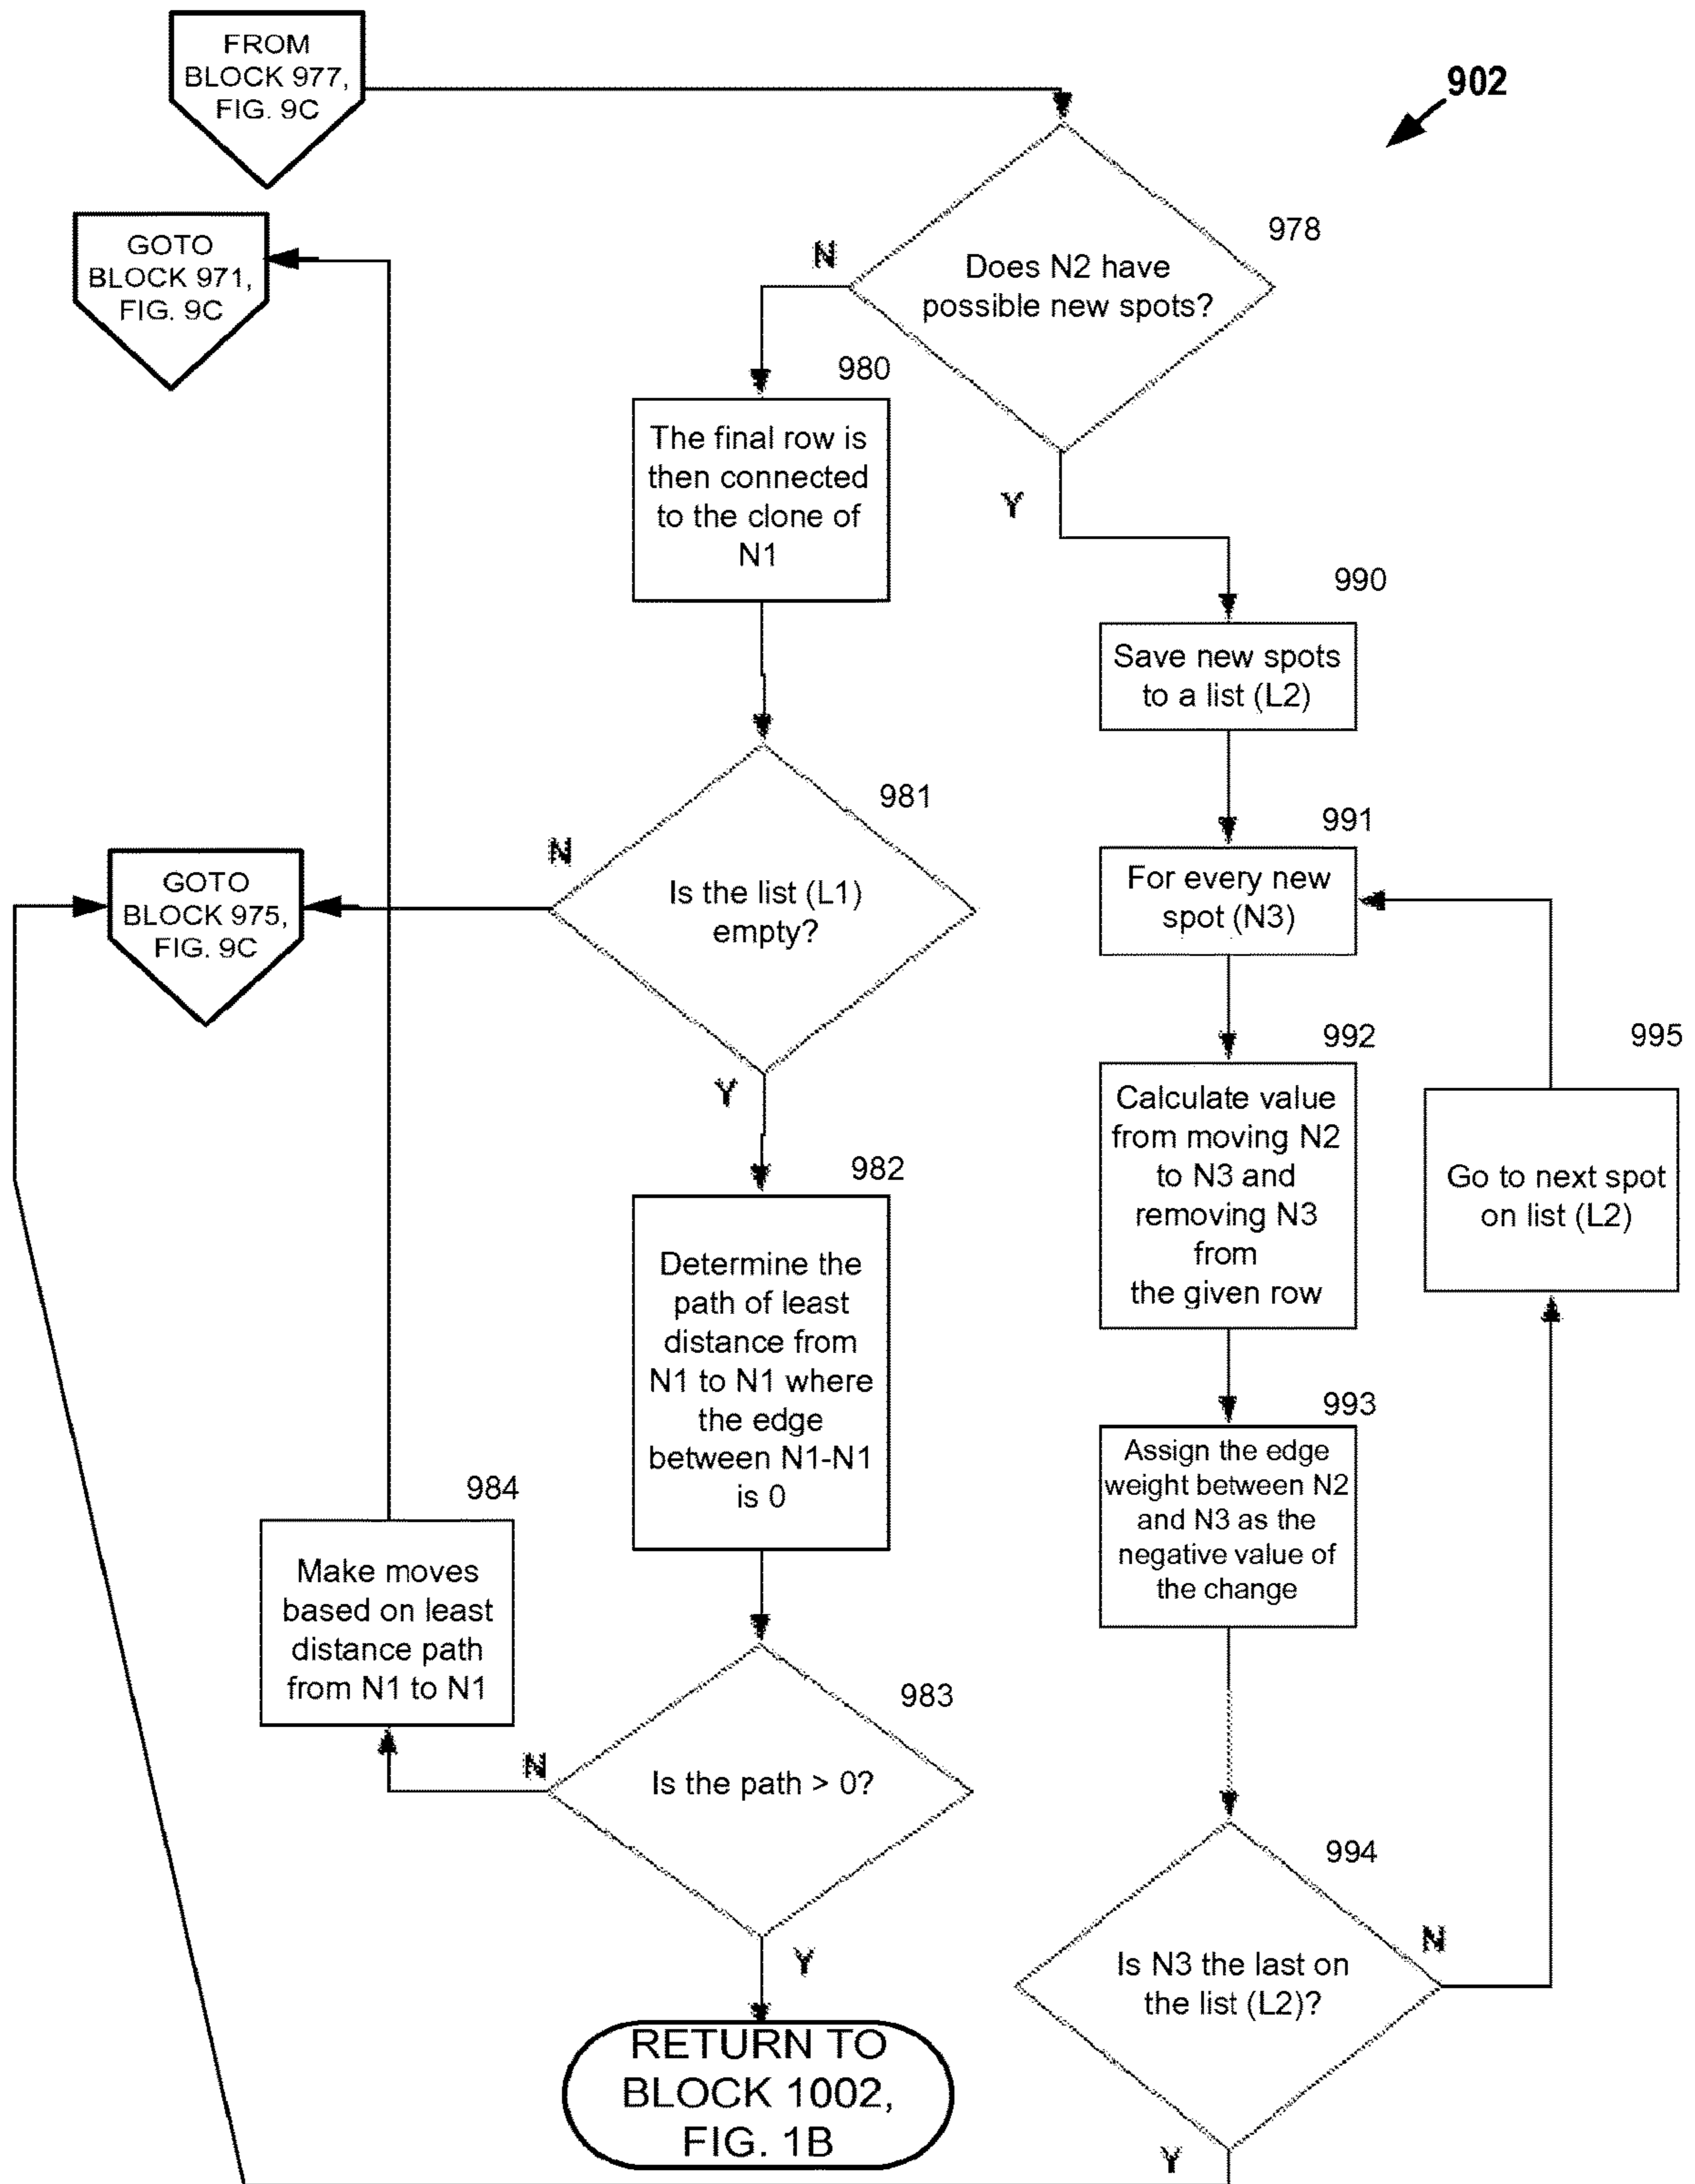 FROM
BLOCK 977,
FIG. 9C
902
GOTO
BLOCK 971,
FIG. 9C
978
N
Does N2 have
possible new spots?
Y
980
The final row is
then connected
to the clone of
N1
990
Save new spots
to a list (L2)
981
N
Is the list (L1)
empty?
Y
GOTO
BLOCK 975,
FIG. 9C
991
For every new
spot (N3)
992
Calculate value
from moving N2
to N3 and
removing N3
from
the given row
995
Go to next spot
on list (L2)
982
Determine the
path of least
distance from
N1 to N1 where
the edge
between N1-N1
is 0
993
Assign the edge
weight between N2
and N3 as the
negative value of
the change
984
Make moves
based on least
distance path
from N1 to N1
983
N
Is the path > 0?
Y
994
N
Is N3 the last on
the list (L2)?
Y
RETURN TO
BLOCK 1002,
FIG. 1B